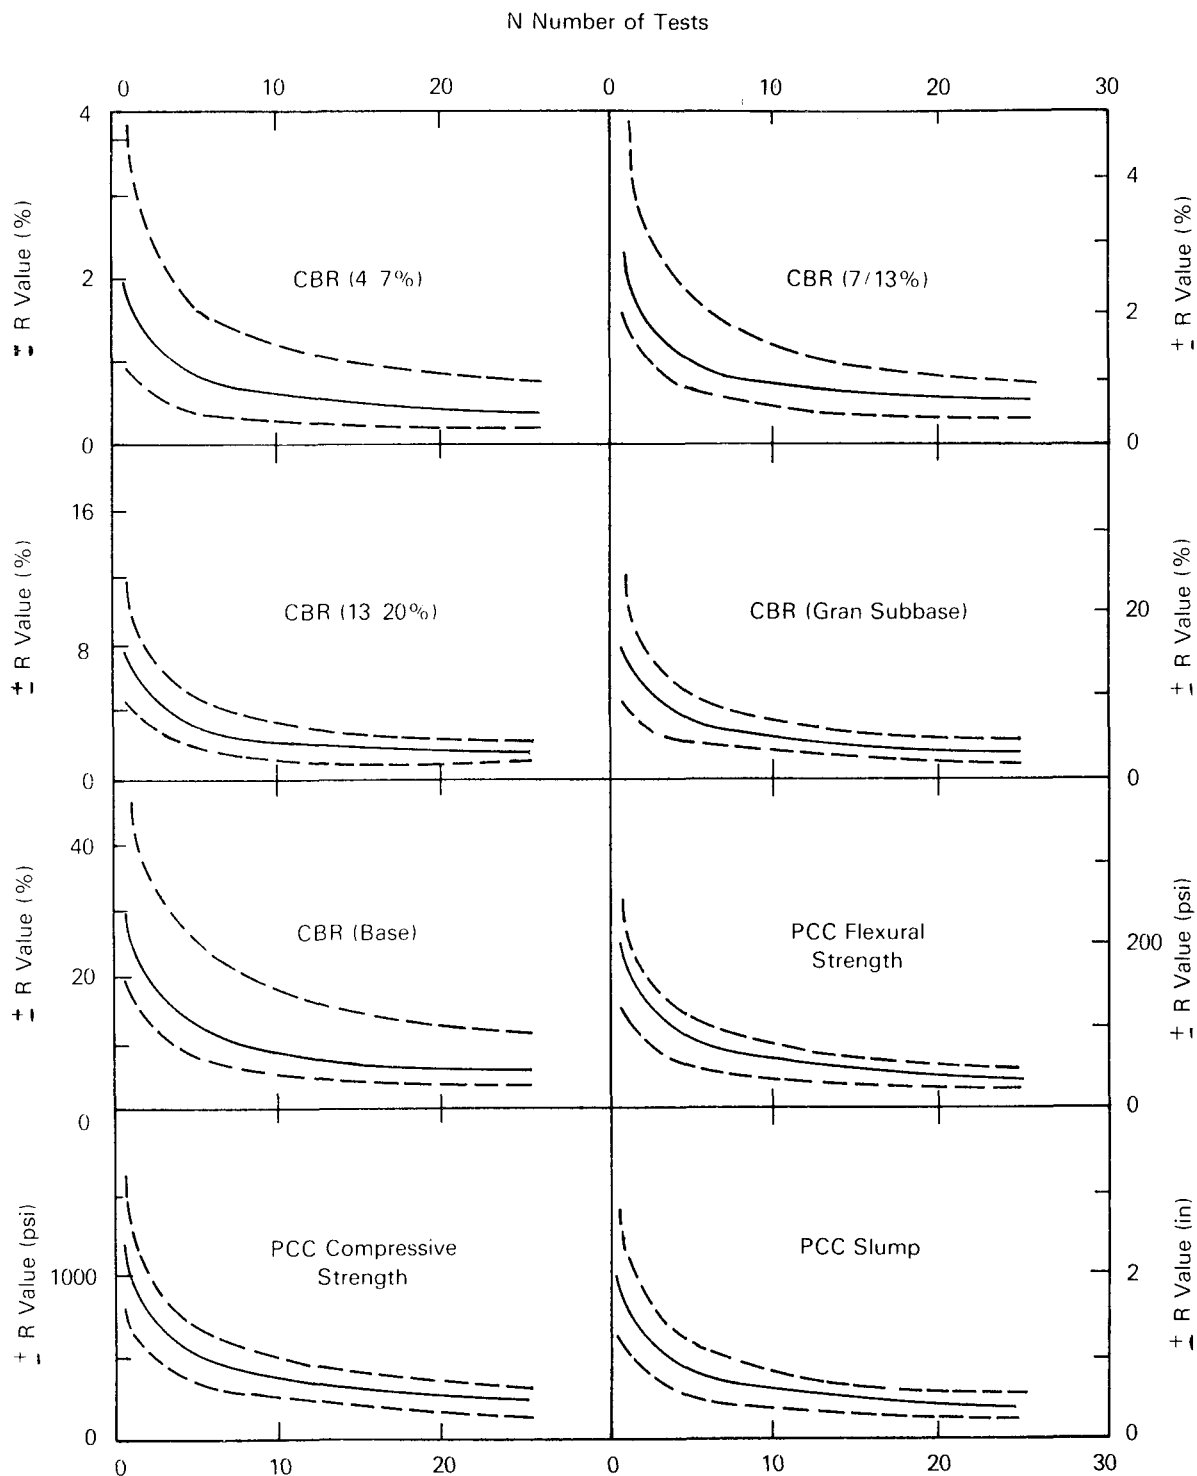 N Number of Tests
0 10 20 0 10 20 30
4
2
0
± R Value (%)
CBR (4 7%)
CBR (7/13%)
4
2
0
± R Value (%)
16
8
0
± R Value (%)
CBR (13 20%)
CBR (Gran Subbase)
20
0
± R Value (%)
40
20
0
± R Value (%)
CBR (Base)
PCC Flexural
Strength
200
0
± R Value (psi)
1000
0
± R Value (psi)
PCC Compressive
Strength
PCC Slump
2
0
± R Value (in)
0 10 20 0 10 20 30